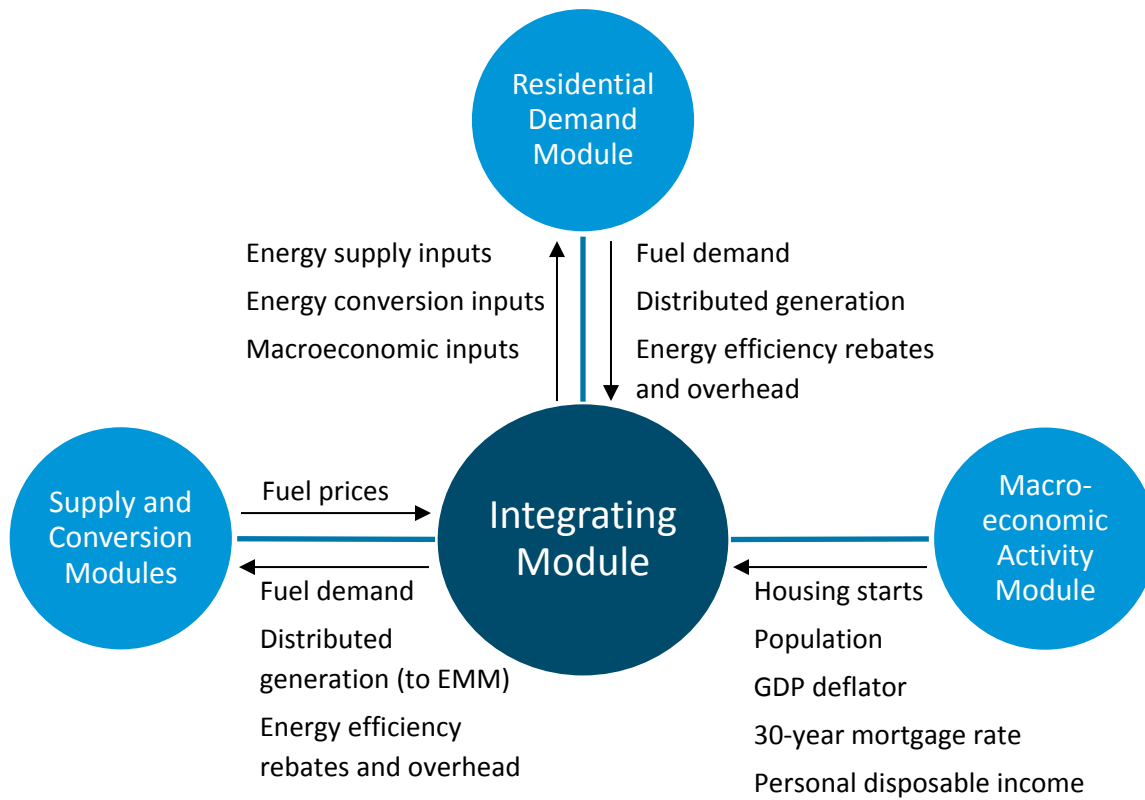 Residential
Demand
Module
Energy supply inputs
Energy conversion inputs
Macroeconomic inputs
Fuel demand
Distributed generation
Energy efficiency rebates
and overhead
Supply and
Conversion
Modules
Fuel prices
Fuel demand
Distributed
generation (to EMM)
Energy efficiency
rebates and overhead
Integrating
Module
Macro-
economic
Activity
Module
Housing starts
Population
GDP deflator
30-year mortgage rate
Personal disposable income